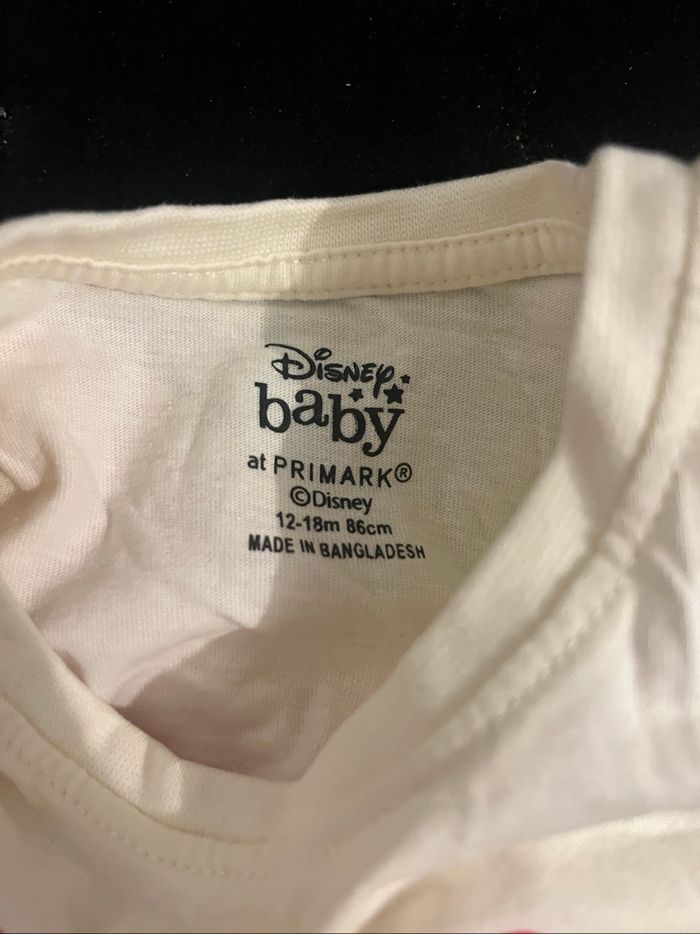 Disney
baby
at PRIMARK®
©Disney
12-18m 86cm
MADE IN BANGLADESH